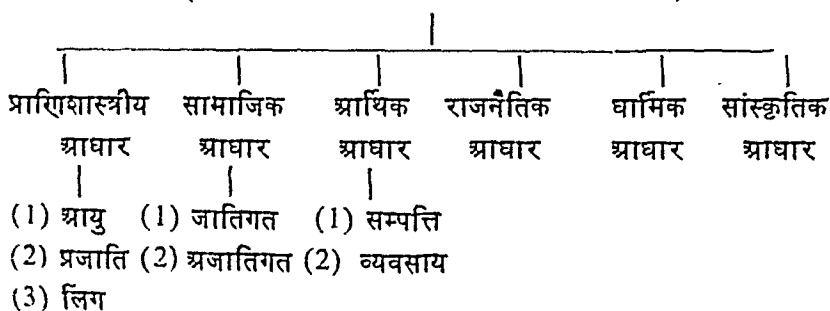 प्राणिशास्त्रीय सामाजिक आर्थिक राजनैतिक धार्मिक सांस्कृतिक
आधार आधार आधार आधार आधार आधार
(1) आयु (1) जातिगत (1) सम्पत्ति
(2) प्रजाति (2) अजातिगत (2) व्यवसाय
(3) लिंग